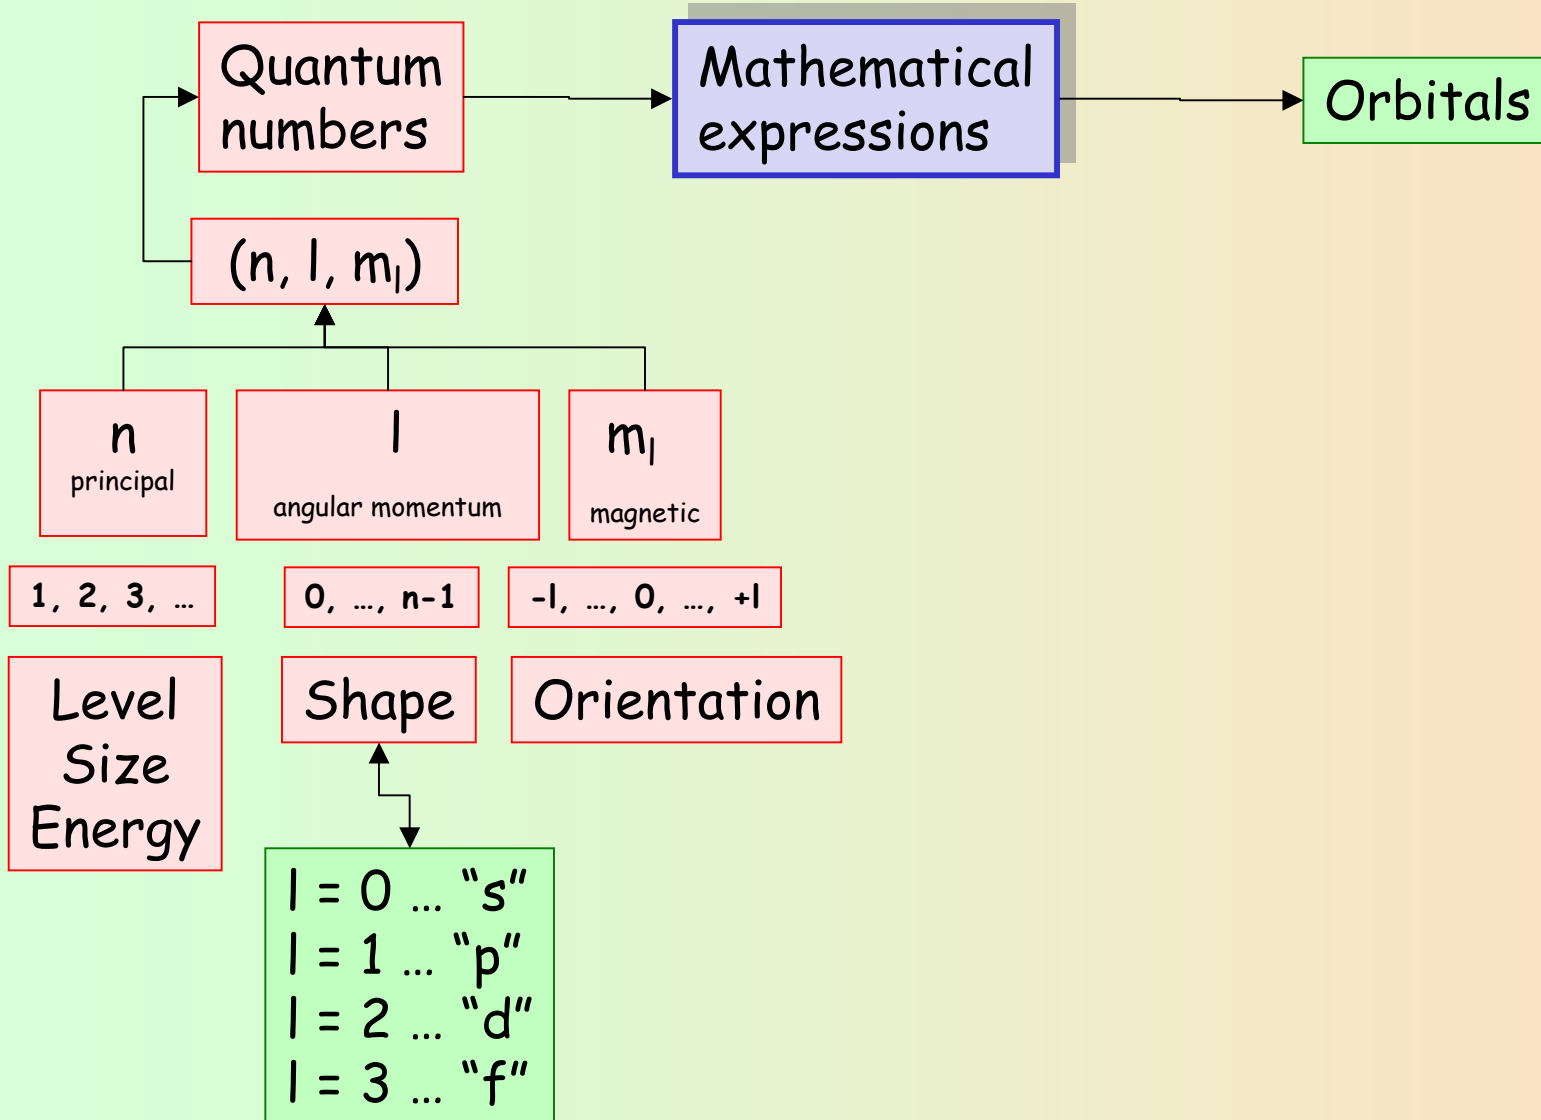 Quantum
numbers
Mathematical
expressions
Orbitals
(n, l, mₗ)
n
principal
l
angular momentum
mₗ
magnetic
1, 2, 3, …
0, …, n-1
-l, …, 0, …, +l
Level
Size
Energy
Shape
Orientation
l = 0 … “s”
l = 1 … “p”
l = 2 … “d”
l = 3 … “f”